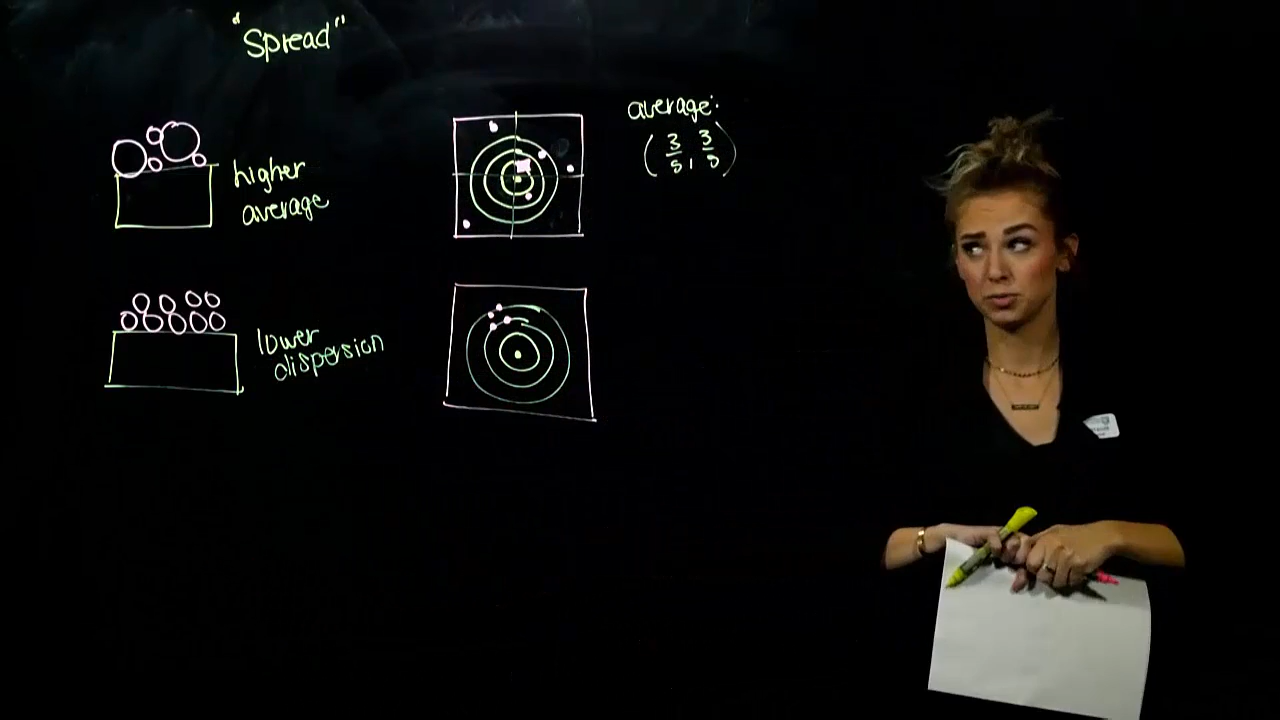 "Spread"
average:
(3/5, 3/5)
higher
average
lower
dispersion